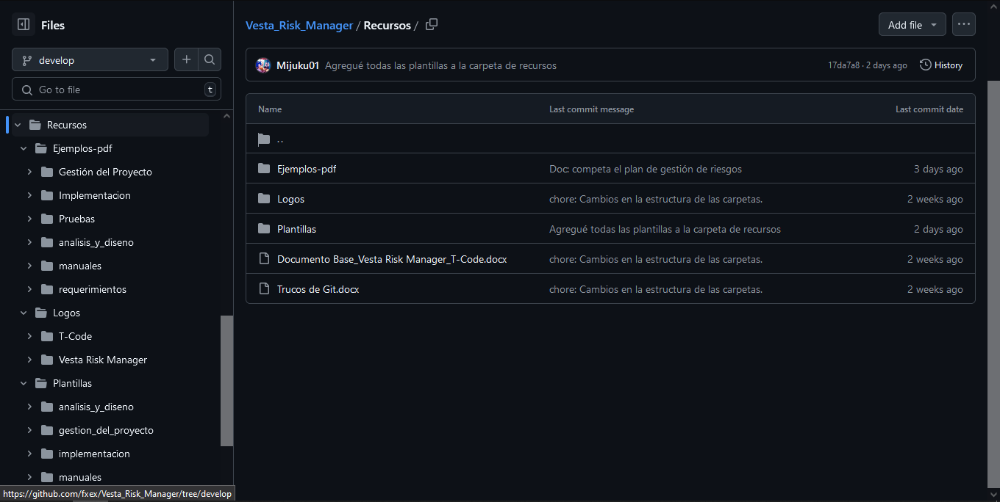 Files
develop
Go to file
t
Recursos
Ejemplos-pdf
Gestión del Proyecto
Implementacion
Pruebas
analisis_y_diseno
manuales
requerimientos
Logos
T-Code
Vesta Risk Manager
Plantillas
analisis_y_diseno
gestion_del_proyecto
implementacion
manuales
https://github.com/fxex/Vesta_Risk_Manager/tree/develop
Vesta_Risk_Manager / Recursos /
Add file
Mijuku01 Agregué todas las plantillas a la carpeta de recursos 17da7a8 · 2 days ago History
Name Last commit message Last commit date
..
Ejemplos-pdf Doc: competa el plan de gestión de riesgos 3 days ago
Logos chore: Cambios en la estructura de las carpetas. 2 weeks ago
Plantillas Agregué todas las plantillas a la carpeta de recursos 2 days ago
Documento Base_Vesta Risk Manager_T-Code.docx chore: Cambios en la estructura de las carpetas. 2 weeks ago
Trucos de Git.docx chore: Cambios en la estructura de las carpetas. 2 weeks ago